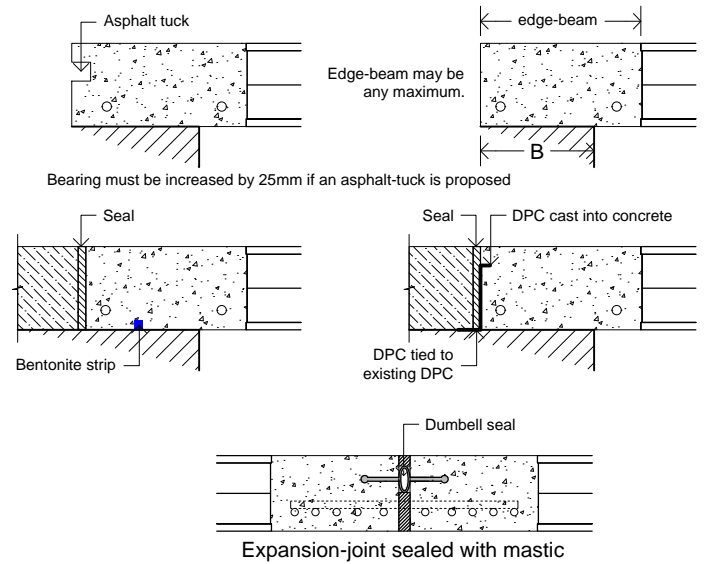 Asphalt tuck
edge-beam
Edge-beam may be
any maximum.
B
Bearing must be increased by 25mm if an asphalt-tuck is proposed
Seal
Seal
DPC cast into concrete
Bentonite strip
DPC tied to
existing DPC
Dumbell seal
Expansion-joint sealed with mastic